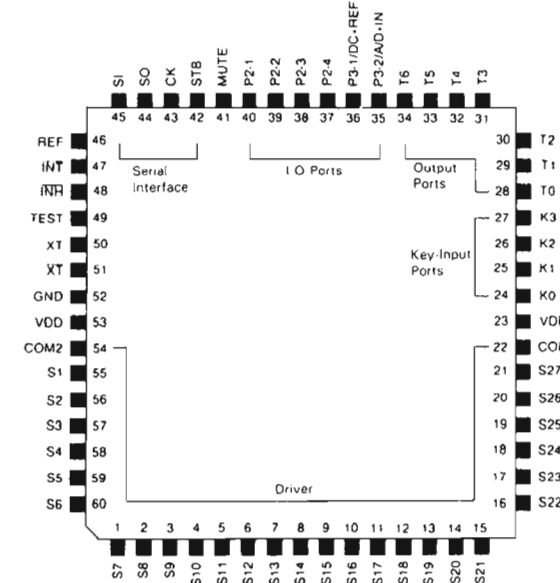 SI SO CK STB MUTE P2-1 P2-2 P2-3 P2-4 P3-1/DC-REF P3-2/A/D-IN T6 T5 T4 T3
45 44 43 42 41 40 39 38 37 36 35 34 33 32 31
REF 46
INT 47
INH 48
TEST 49
XT 50
XT 51
GND 52
VDD 53
COM2 54
S1 55
S2 56
S3 57
S4 58
S5 59
S6 60
Serial
Interface
I O Ports
Output
Ports
Key-Input
Ports
Driver
30 T2
29 T1
28 T0
27 K3
26 K2
25 K1
24 K0
23
22
21 S27
20 S26
19 S25
18 S24
17 S23
16 S22
1 2 3 4 5 6 7 8 9 10 11 12 13 14 15
S7 S8 S9 S10 S11 S12 S13 S14 S15 S16 S17 S18 S19 S20 S21